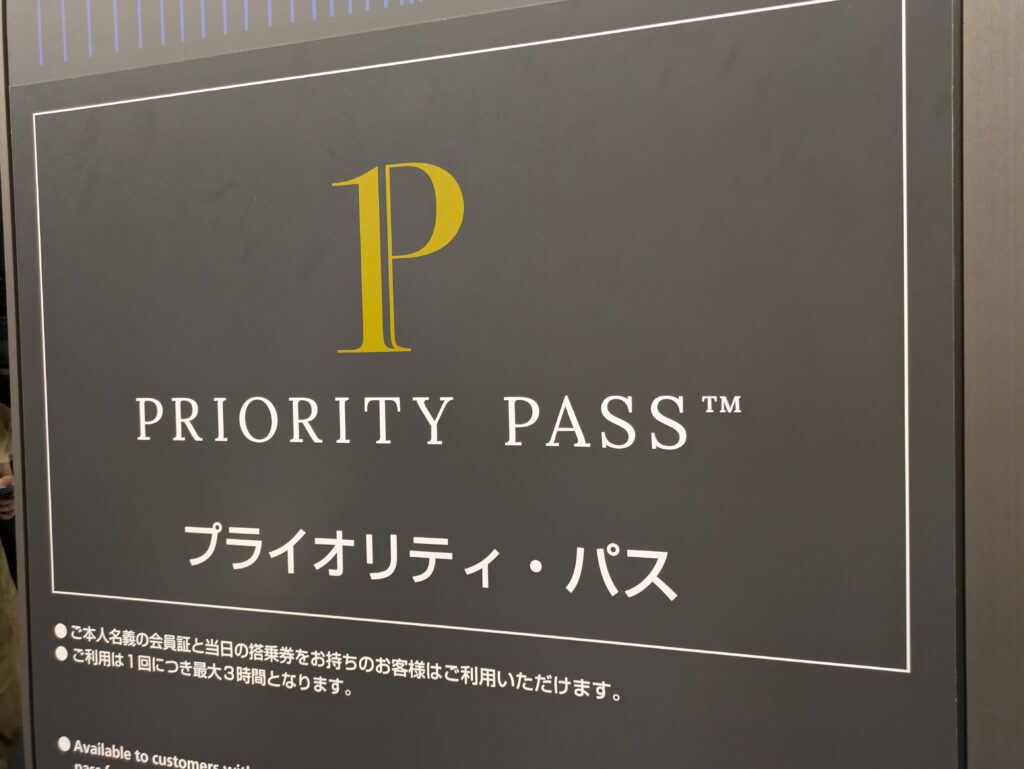 PRIORITY PASS™
プライオリティ・パス
● ご本人名義の会員証と当日の搭乗券をお持ちのお客様はご利用いただけます。
● ご利用は1回につき最大3時間となります。
● Available to customers with